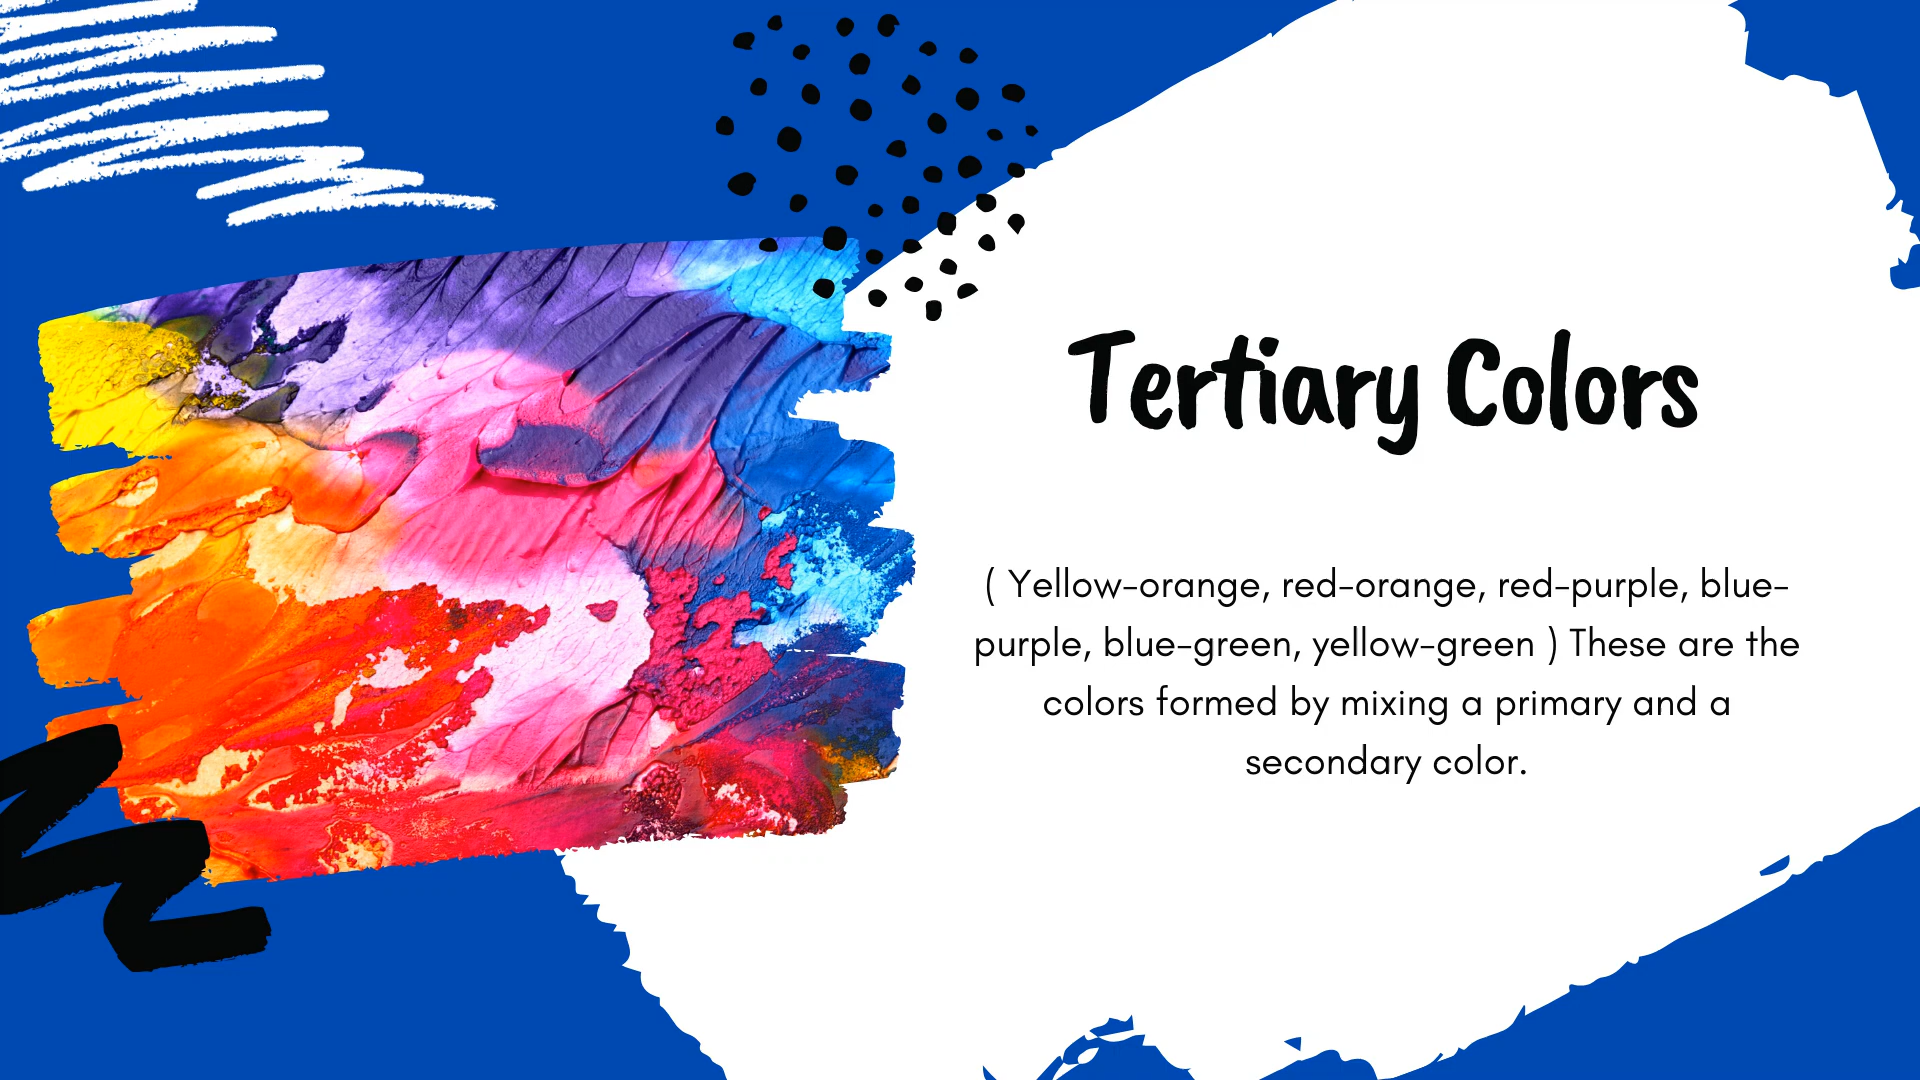 Tertiary Colors
( Yellow-orange, red-orange, red-purple, blue-
purple, blue-green, yellow-green ) These are the
colors formed by mixing a primary and a
secondary color.